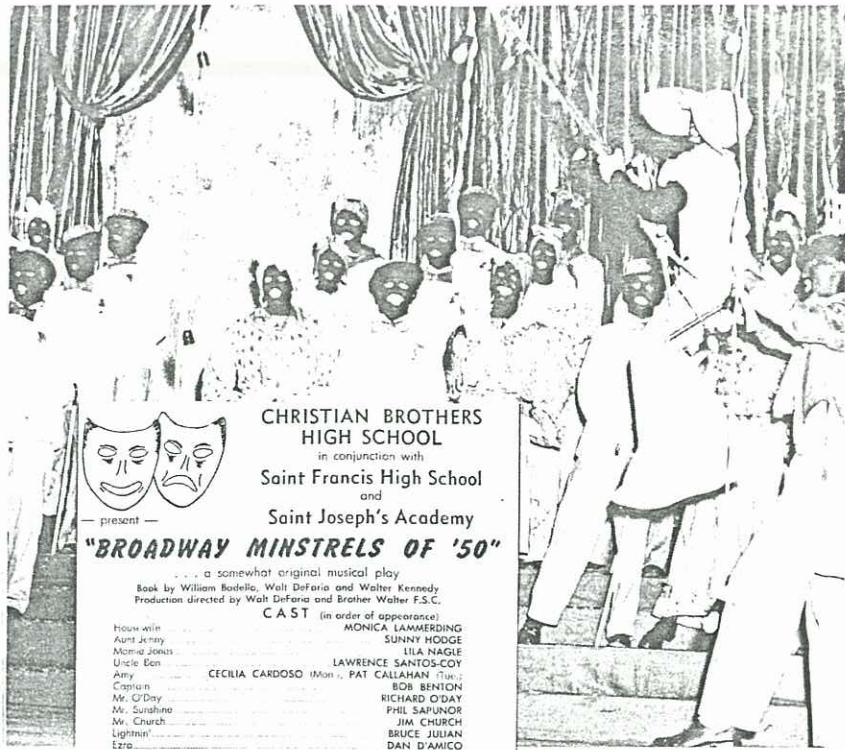 CHRISTIAN BROTHERS
HIGH SCHOOL
in conjunction with
Saint Francis High School
and
Saint Joseph's Academy
— present —
"BROADWAY MINSTRELS OF '50"
. . . a somewhat original musical play
Book by William Badella, Walt DeFaria and Walter Kennedy
Production directed by Walt DeFaria and Brother Walter F.S.C.
CAST (in order of appearance)
Housewife MONICA LAMMERDING
Aunt Jenny SUNNY HODGE
Mamie Jonas LILA NAGLE
Uncle Ben LAWRENCE SANTOS-COY
Amy CECILIA CARDOSO (Mon.), PAT CALLAHAN (Tue.)
Captain BOB BENTON
Mr. O'Day RICHARD O'DAY
Mr. Sunshine PHIL SAPUNOR
Mr. Church JIM CHURCH
Lightnin' BRUCE JULIAN
Ezra DAN D'AMICO